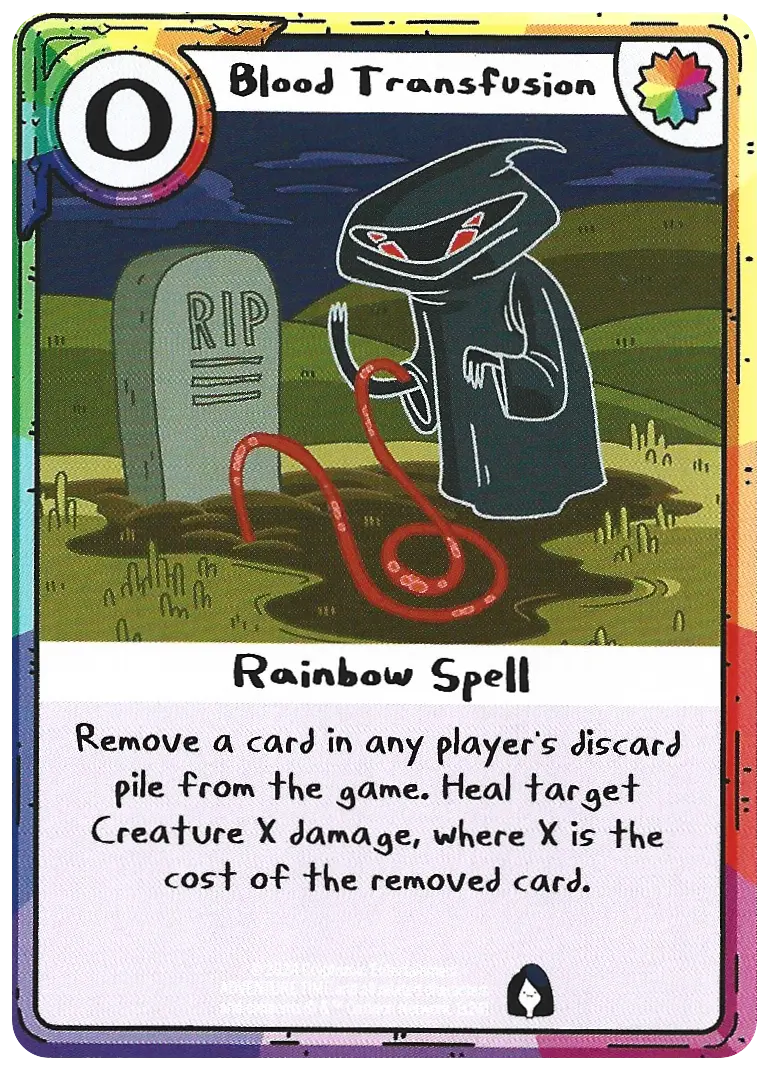 0
Blood Transfusion
RIP
Rainbow Spell
Remove a card in any player's discard
pile from the game. Heal target
Creature X damage, where X is the
cost of the removed card.